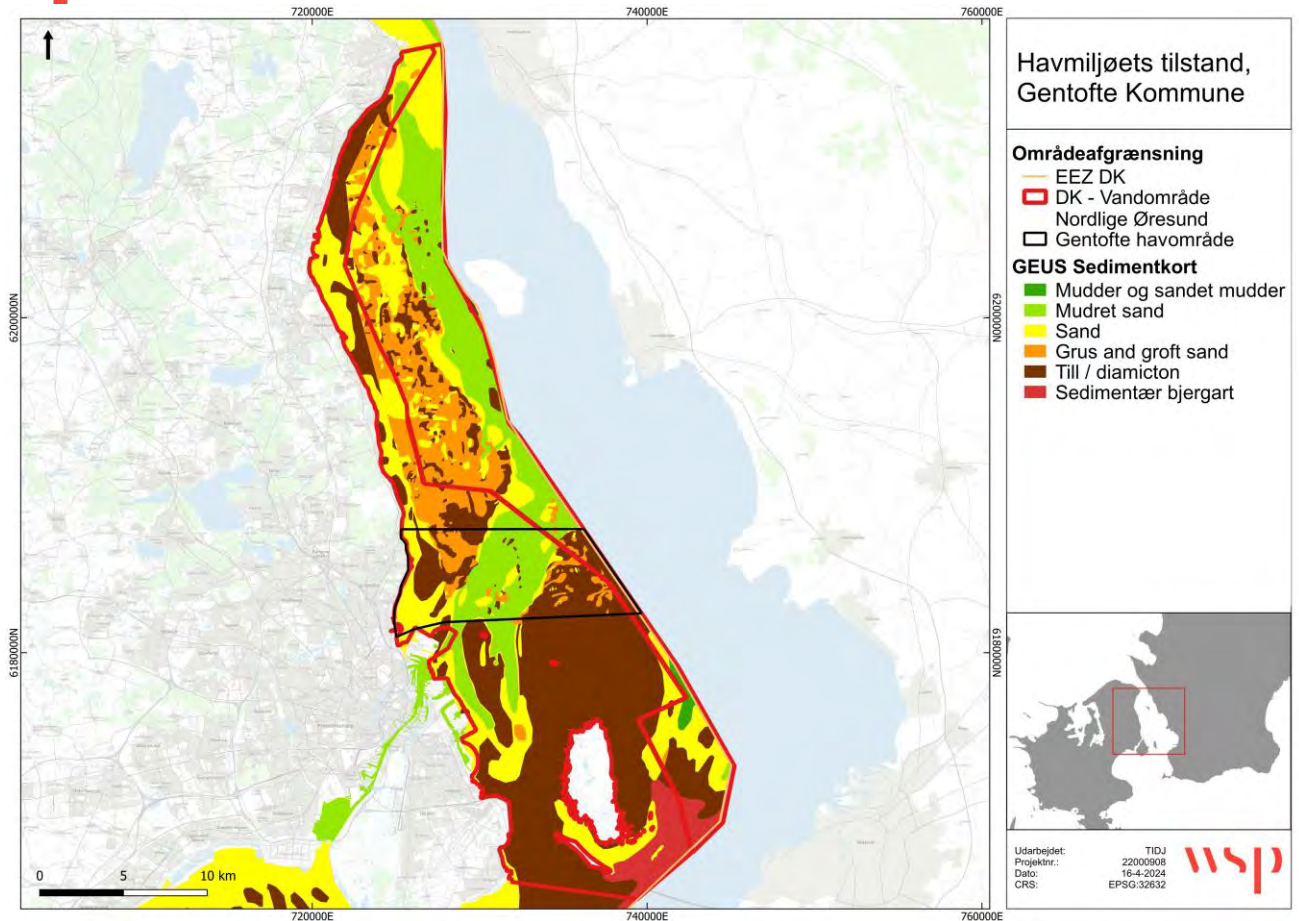 720000E
740000E
760000E
6200000N
6180000N
6200000N
6180000N
720000E
740000E
760000E
0 5 10 km
Havmiljøets tilstand,
Gentofte Kommune
Områdeafgrænsning
EEZ DK
DK - Vandområde
Nordlige Øresund
Gentofte havområde
GEUS Sedimentkort
Mudder og sandet mudder
Mudret sand
Sand
Grus and groft sand
Till / diamicton
Sedimentær bjergart
Udarbejdet: TIDJ
Projektnr.: 22000908
Dato: 16-4-2024
CRS: EPSG:32632
wsp